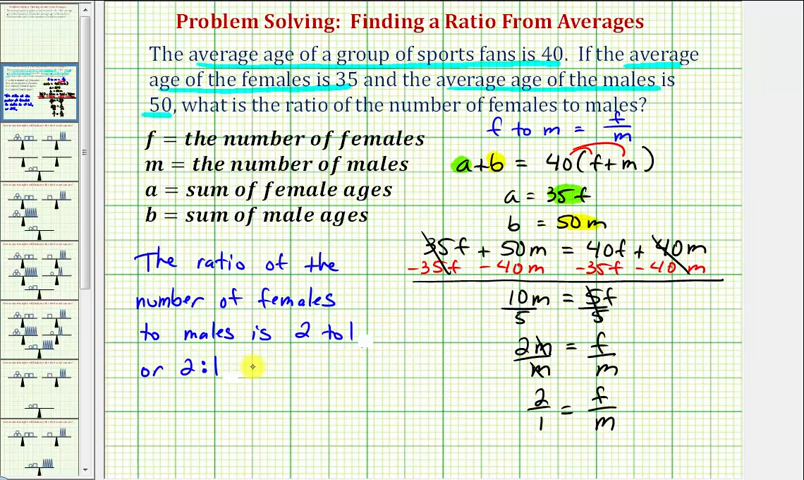 Problem Solving: Finding a Ratio From Averages
The average age of a group of sports fans is 40. If the average
age of the females is 35 and the average age of the males is
50, what is the ratio of the number of females to males?
f to m = f/m
f = the number of females
m = the number of males
a = sum of female ages
b = sum of male ages
a + b = 40(f + m)
a = 35f
b = 50m
35f + 50m = 40f + 40m
-35f - 40m -35f - 40m
10m/5 = 5f/5
2m/m = f/m
2/1 = f/m
The ratio of the
number of females
to males is 2 to 1
or 2:1